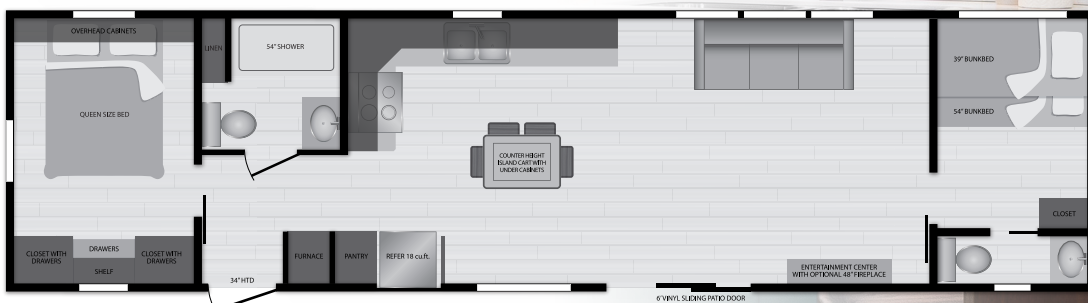 OVERHEAD CABINETS
LINEN
54" SHOWER
QUEEN SIZE BED
COUNTER HEIGHT
ISLAND CART WITH
UNDER CABINETS
39" BUNKBED
54" BUNKBED
CLOSET
CLOSET WITH
DRAWERS
DRAWERS
SHELF
CLOSET WITH
DRAWERS
34" HTD
FURNACE
PANTRY
REFER 18 cu.ft.
ENTERTAINMENT CENTER
WITH OPTIONAL 48" FIREPLACE
6' VINYL SLIDING PATIO DOOR